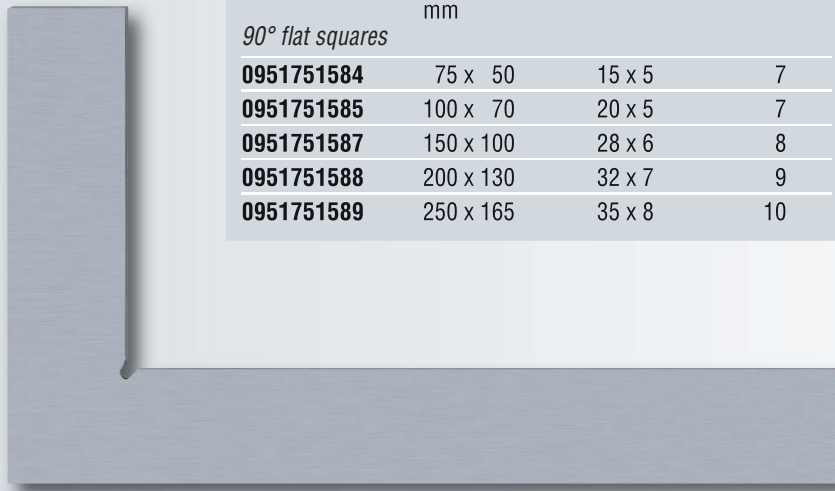 mm
90° flat squares
0951751584 75 x 50 15 x 5 7
0951751585 100 x 70 20 x 5 7
0951751587 150 x 100 28 x 6 8
0951751588 200 x 130 32 x 7 9
0951751589 250 x 165 35 x 8 10